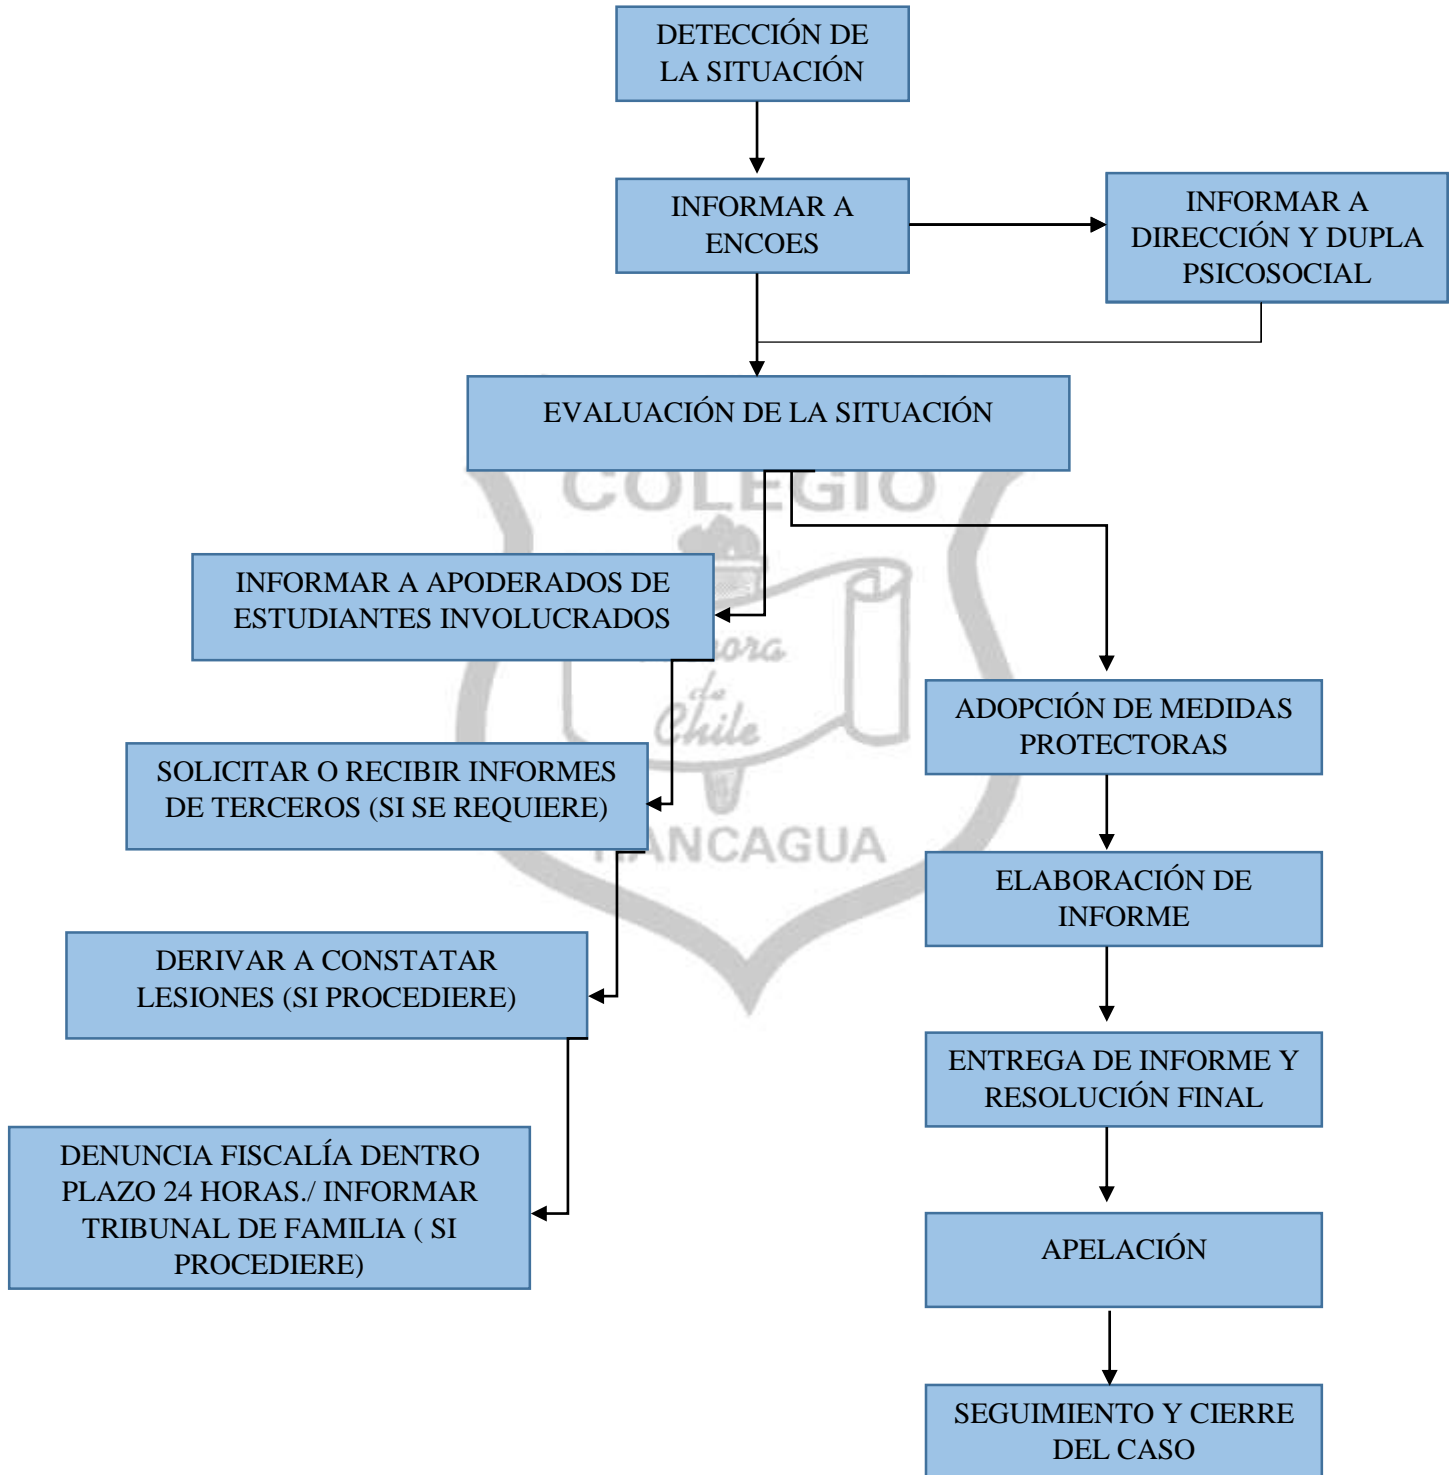 DETECCIÓN DE
LA SITUACIÓN
INFORMAR A
ENCOES
INFORMAR A
DIRECCIÓN Y DUPLA
PSICOSOCIAL
EVALUACIÓN DE LA SITUACIÓN
COLEGIO
INFORMAR A APODERADOS DE
ESTUDIANTES INVOLUCRADOS
de
Chile
ADOPCIÓN DE MEDIDAS
PROTECTORAS
SOLICITAR O RECIBIR INFORMES
DE TERCEROS (SI SE REQUIERE)
ELABORACIÓN DE
INFORME
DERIVAR A CONSTATAR
LESIONES (SI PROCEDIERE)
ENTREGA DE INFORME Y
RESOLUCIÓN FINAL
DENUNCIA FISCALÍA DENTRO
PLAZO 24 HORAS./ INFORMAR
TRIBUNAL DE FAMILIA ( SI
PROCEDIERE)
APELACIÓN
SEGUIMIENTO Y CIERRE
DEL CASO